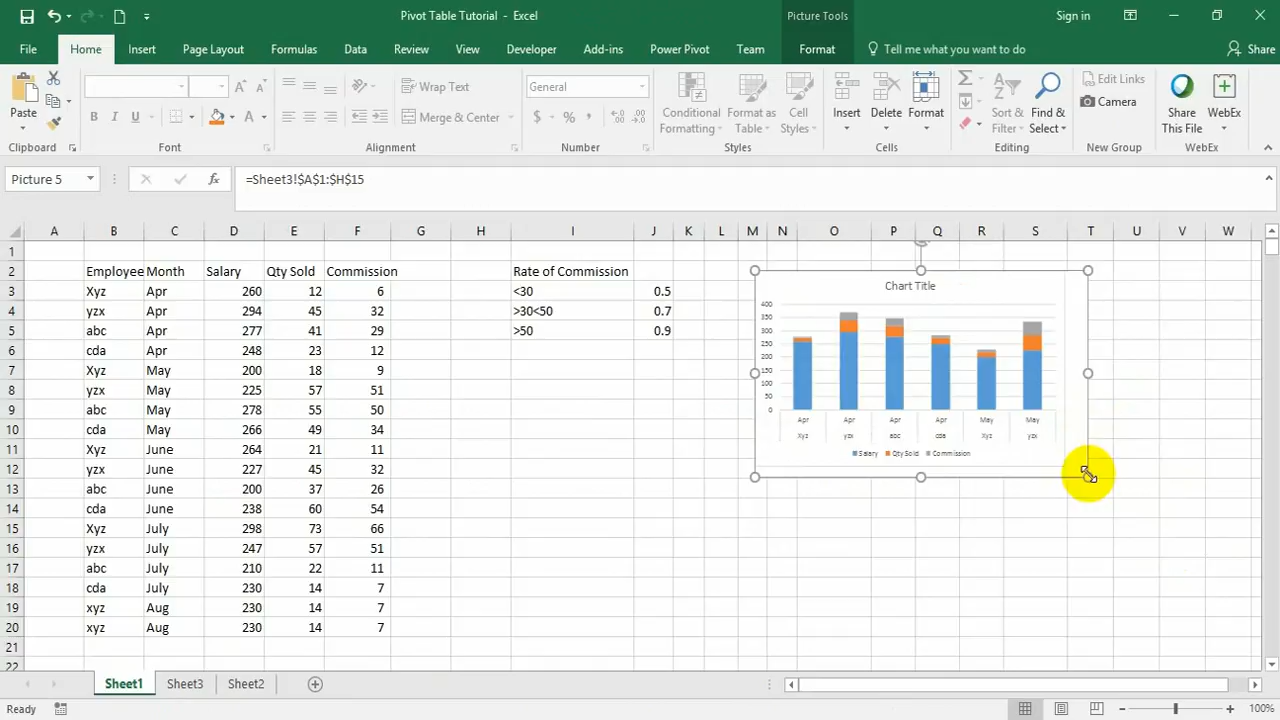 Pivot Table Tutorial - Excel
Picture Tools
Sign in
File Home Insert Page Layout Formulas Data Review View Developer Add-ins Power Pivot Team Format Tell me what you want to do Share
Paste
B I U A A A
Wrap Text
Merge & Center
General
$ % ,
Conditional Formatting
Format as Table
Cell Styles
Insert Delete Format
Sort & Filter
Find & Select
Edit Links
Camera
Share This File
WebEx
Clipboard Font Alignment Number Styles Cells Editing New Group WebEx
Picture 5 fx =Sheet3!$A$1:$H$15
A B C D E F G H I J K L M N O P Q R S T U V W
1
2 Employee Month Salary Qty Sold Commission Rate of Commission
3 Xyz Apr 260 12 6 <30 0.5
4 yzx Apr 294 45 32 >30<50 0.7
5 abc Apr 277 41 29 >50 0.9
6 cda Apr 248 23 12
7 Xyz May 200 18 9
8 yzx May 225 57 51
9 abc May 278 55 50
10 cda May 266 49 34
11 Xyz June 264 21 11
12 yzx June 227 45 32
13 abc June 200 37 26
14 cda June 238 60 54
15 Xyz July 298 73 66
16 yzx July 247 57 51
17 abc July 210 22 11
18 cda July 230 14 7
19 xyz Aug 230 14 7
20 xyz Aug 230 14 7
21
22
Chart Title
400
350
300
250
200
150
100
50
0
Apr Apr Apr Apr May May
Xyz yzx abc cda Xyz yzx
Salary Qty Sold Commission
Sheet1 Sheet3 Sheet2
Ready
100%